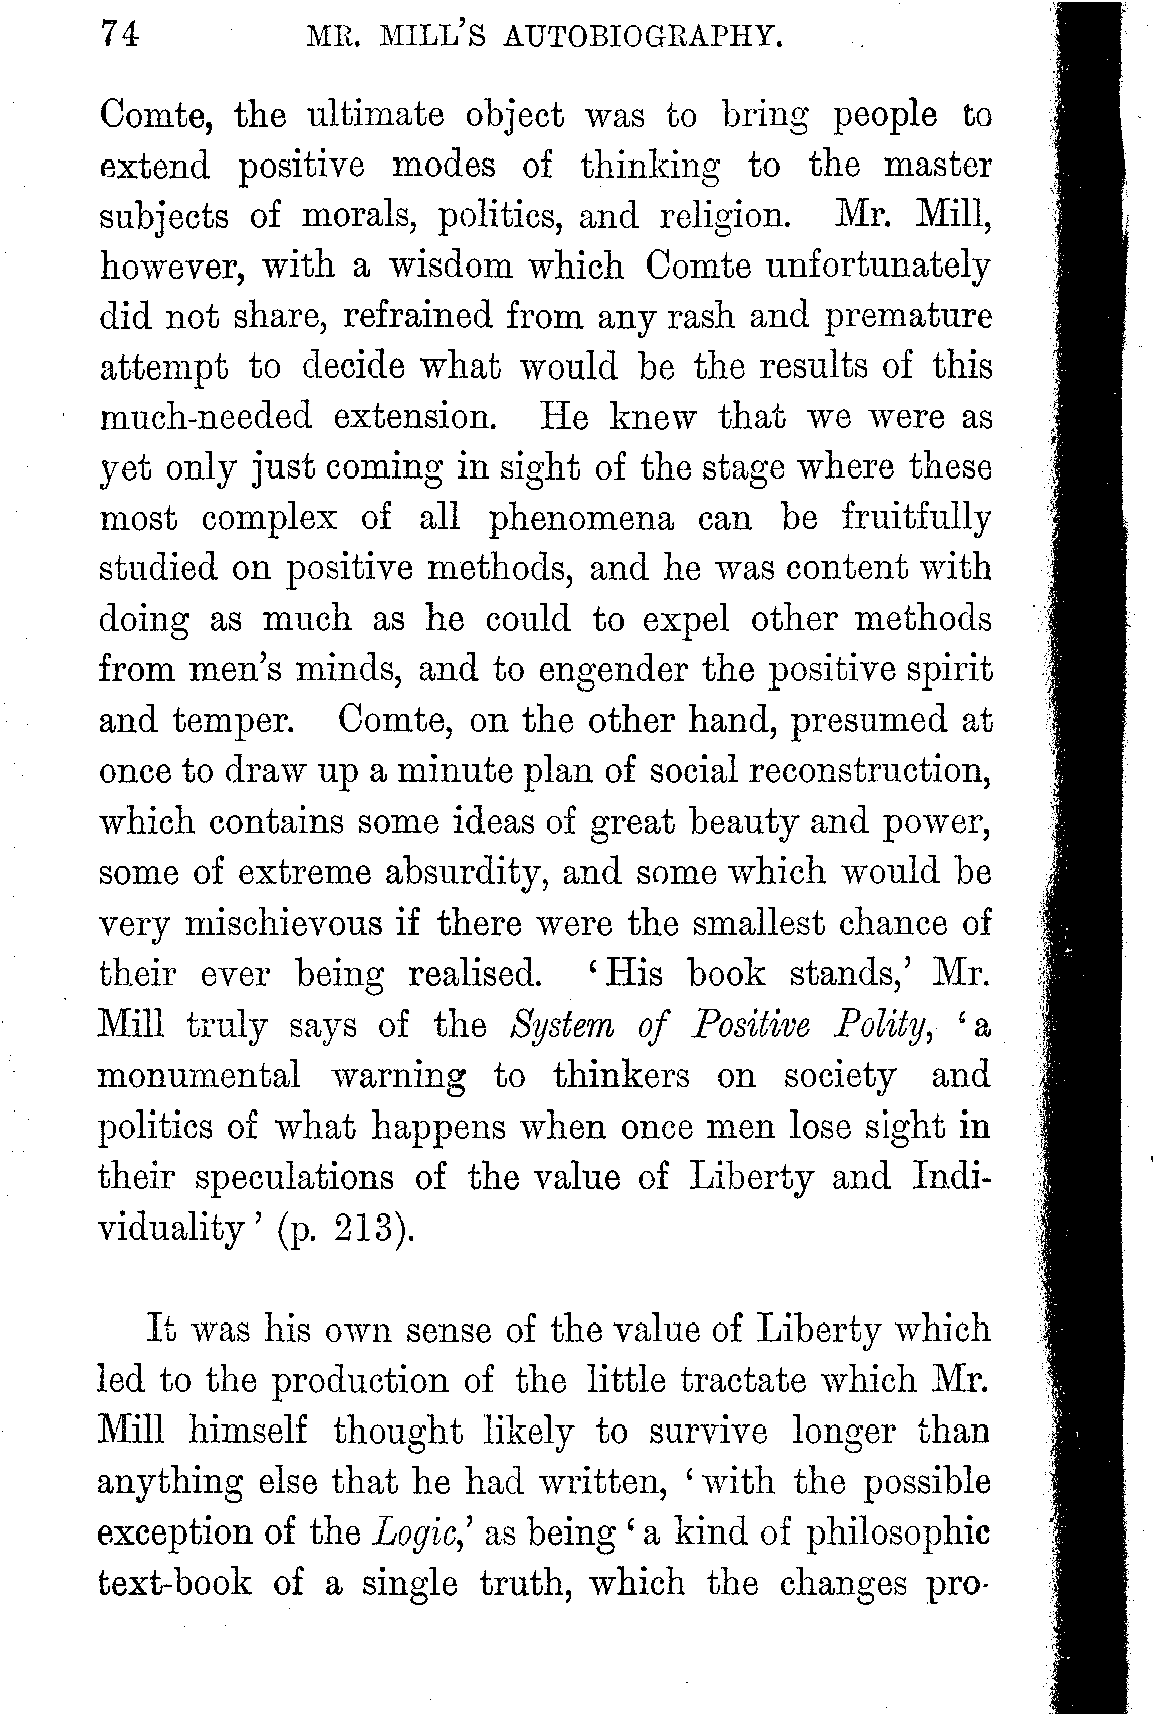 74 MR. MILL'S AUTOBIOGRAPHY.
Comte, the ultimate object was to bring people to
extend positive modes of thinking to the master
subjects of morals, politics, and religion. Mr. Mill,
however, with a wisdom which Comte unfortunately
did not share, refrained from any rash and premature
attempt to decide what would be the results of this
much-needed extension. He knew that we were as
yet only just coming in sight of the stage where these
most complex of all phenomena can be fruitfully
studied on positive methods, and he was content with
doing as much as he could to expel other methods
from men's minds, and to engender the positive spirit
and temper. Comte, on the other hand, presumed at
once to draw up a minute plan of social reconstruction,
which contains some ideas of great beauty and power,
some of extreme absurdity, and some which would be
very mischievous if there were the smallest chance of
their ever being realised. ‘His book stands,’ Mr.
Mill truly says of the System of Positive Polity, ‘a
monumental warning to thinkers on society and
politics of what happens when once men lose sight in
their speculations of the value of Liberty and Indi-
viduality’ (p. 213).
It was his own sense of the value of Liberty which
led to the production of the little tractate which Mr.
Mill himself thought likely to survive longer than
anything else that he had written, ‘with the possible
exception of the Logic,’ as being ‘a kind of philosophic
text-book of a single truth, which the changes pro-